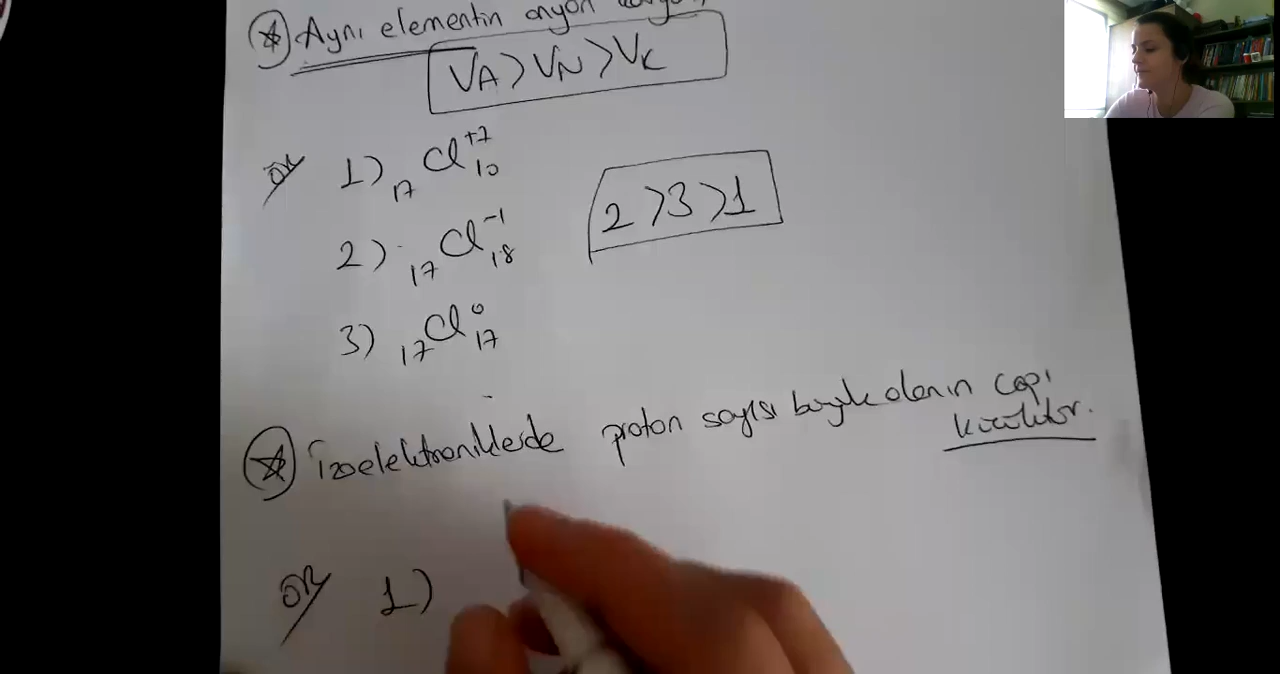 Aynı elementin anyon
VA > VN > VK
Ör 1) 17Cl+7 10
2) 17Cl-1 18
2 > 3 > 1
3) 17Cl0 17
İzoelektroniklerde proton sayısı büyük olanın çapı
küçüktür.
Ör 1)